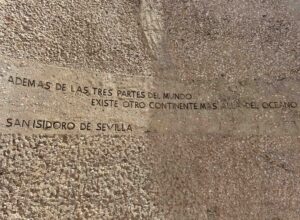 ADEMAS DE LAS TRES PARTES DEL MUNDO
EXISTE OTRO CONTINENTE MAS ALLA DEL OCEANO
SAN ISIDORO DE SEVILLA